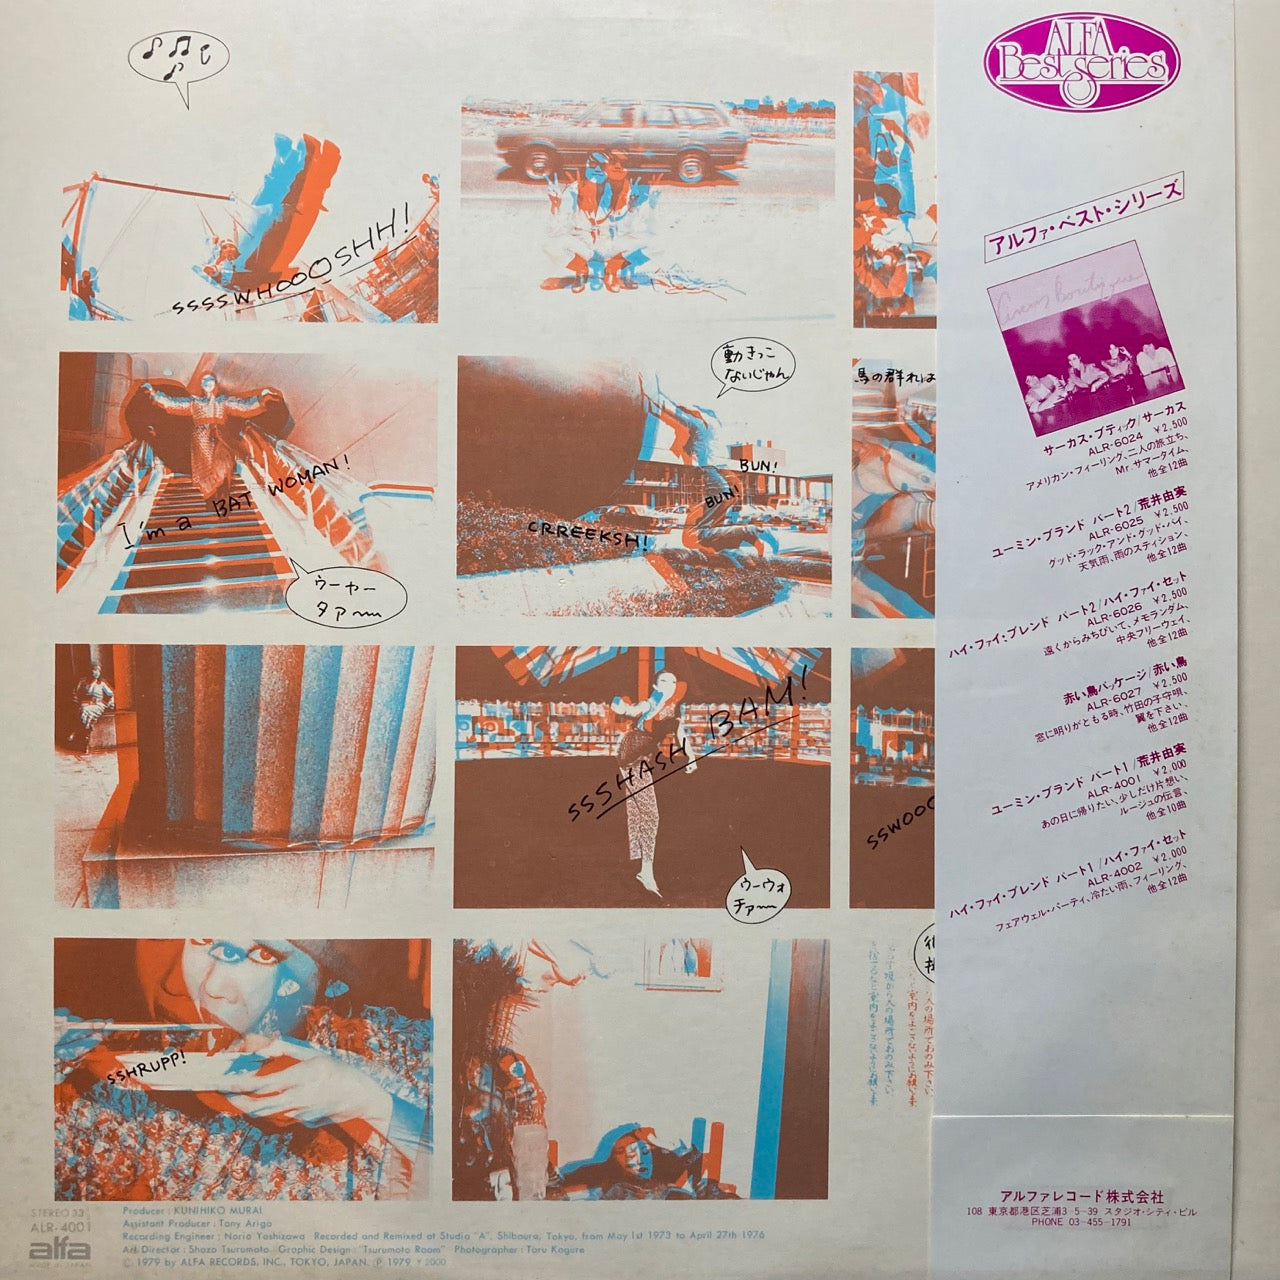 SSSSWHOOOSHH!
I'm a BAT WOMAN!
ウーヤー
タァー〜
動きっこ
ないじゃん
BUN!
BUN!
CRREEKSH!
馬の群れは
SSSHASH BAM!
ウーウォ
チァー〜
SSWOOO
SSHRUPP!
STEREO 33
ALR-4001
alfa
MADE IN JAPAN
Producer : KUNIHIKO MURAI
Assistant Producer : Tony Ariga
Recording Engineer : Norio Yoshizawa Recorded and Remixed at Studio "A", Shibaura, Tokyo, from May 1st 1973 to April 27th 1976
Art Director : Shozo Tsurumoto Graphic Design : "Tsurumoto Room" Photographer : Toru Kogure
© 1979 by ALFA RECORDS, INC., TOKYO, JAPAN. Ⓟ 1979 ¥2000
ALFA
Best Series
アルファ・ベスト・シリーズ
Circus boutique
サーカス・ブティック/サーカス
ALR-6024 ¥2,500
アメリカン・フィーリング、二人の旅立ち、
Mr.サマータイム、
他全12曲
ユーミン・ブランド パート2/荒井由実
ALR-6025 ¥2,500
グッド・ラック・アンド・グッド・バイ、
天気雨、雨のステイション、
他全12曲
ハイ・ファイ・ブレンド パート2/ハイ・ファイ・セット
ALR-6026 ¥2,500
遠くからみちびいて、メモランダム、
中央フリーウェイ、
他全12曲
赤い鳥パッケージ/赤い鳥
ALR-6027 ¥2,500
窓に明りがともる時、竹田の子守唄、
翼を下さい、
他全12曲
ユーミン・ブランド パート1/荒井由実
ALR-4001 ¥2,000
あの日に帰りたい、少しだけ片想い、
ルージュの伝言、
他全10曲
ハイ・ファイ・ブレンド パート1/ハイ・ファイ・セット
ALR-4002 ¥2,000
フェアウェル・パーティ、冷たい雨、フィーリング、
他全12曲
アルファレコード株式会社
108 東京都港区芝浦3-5-39 スタジオ・シティ・ビル
PHONE 03-455-1791